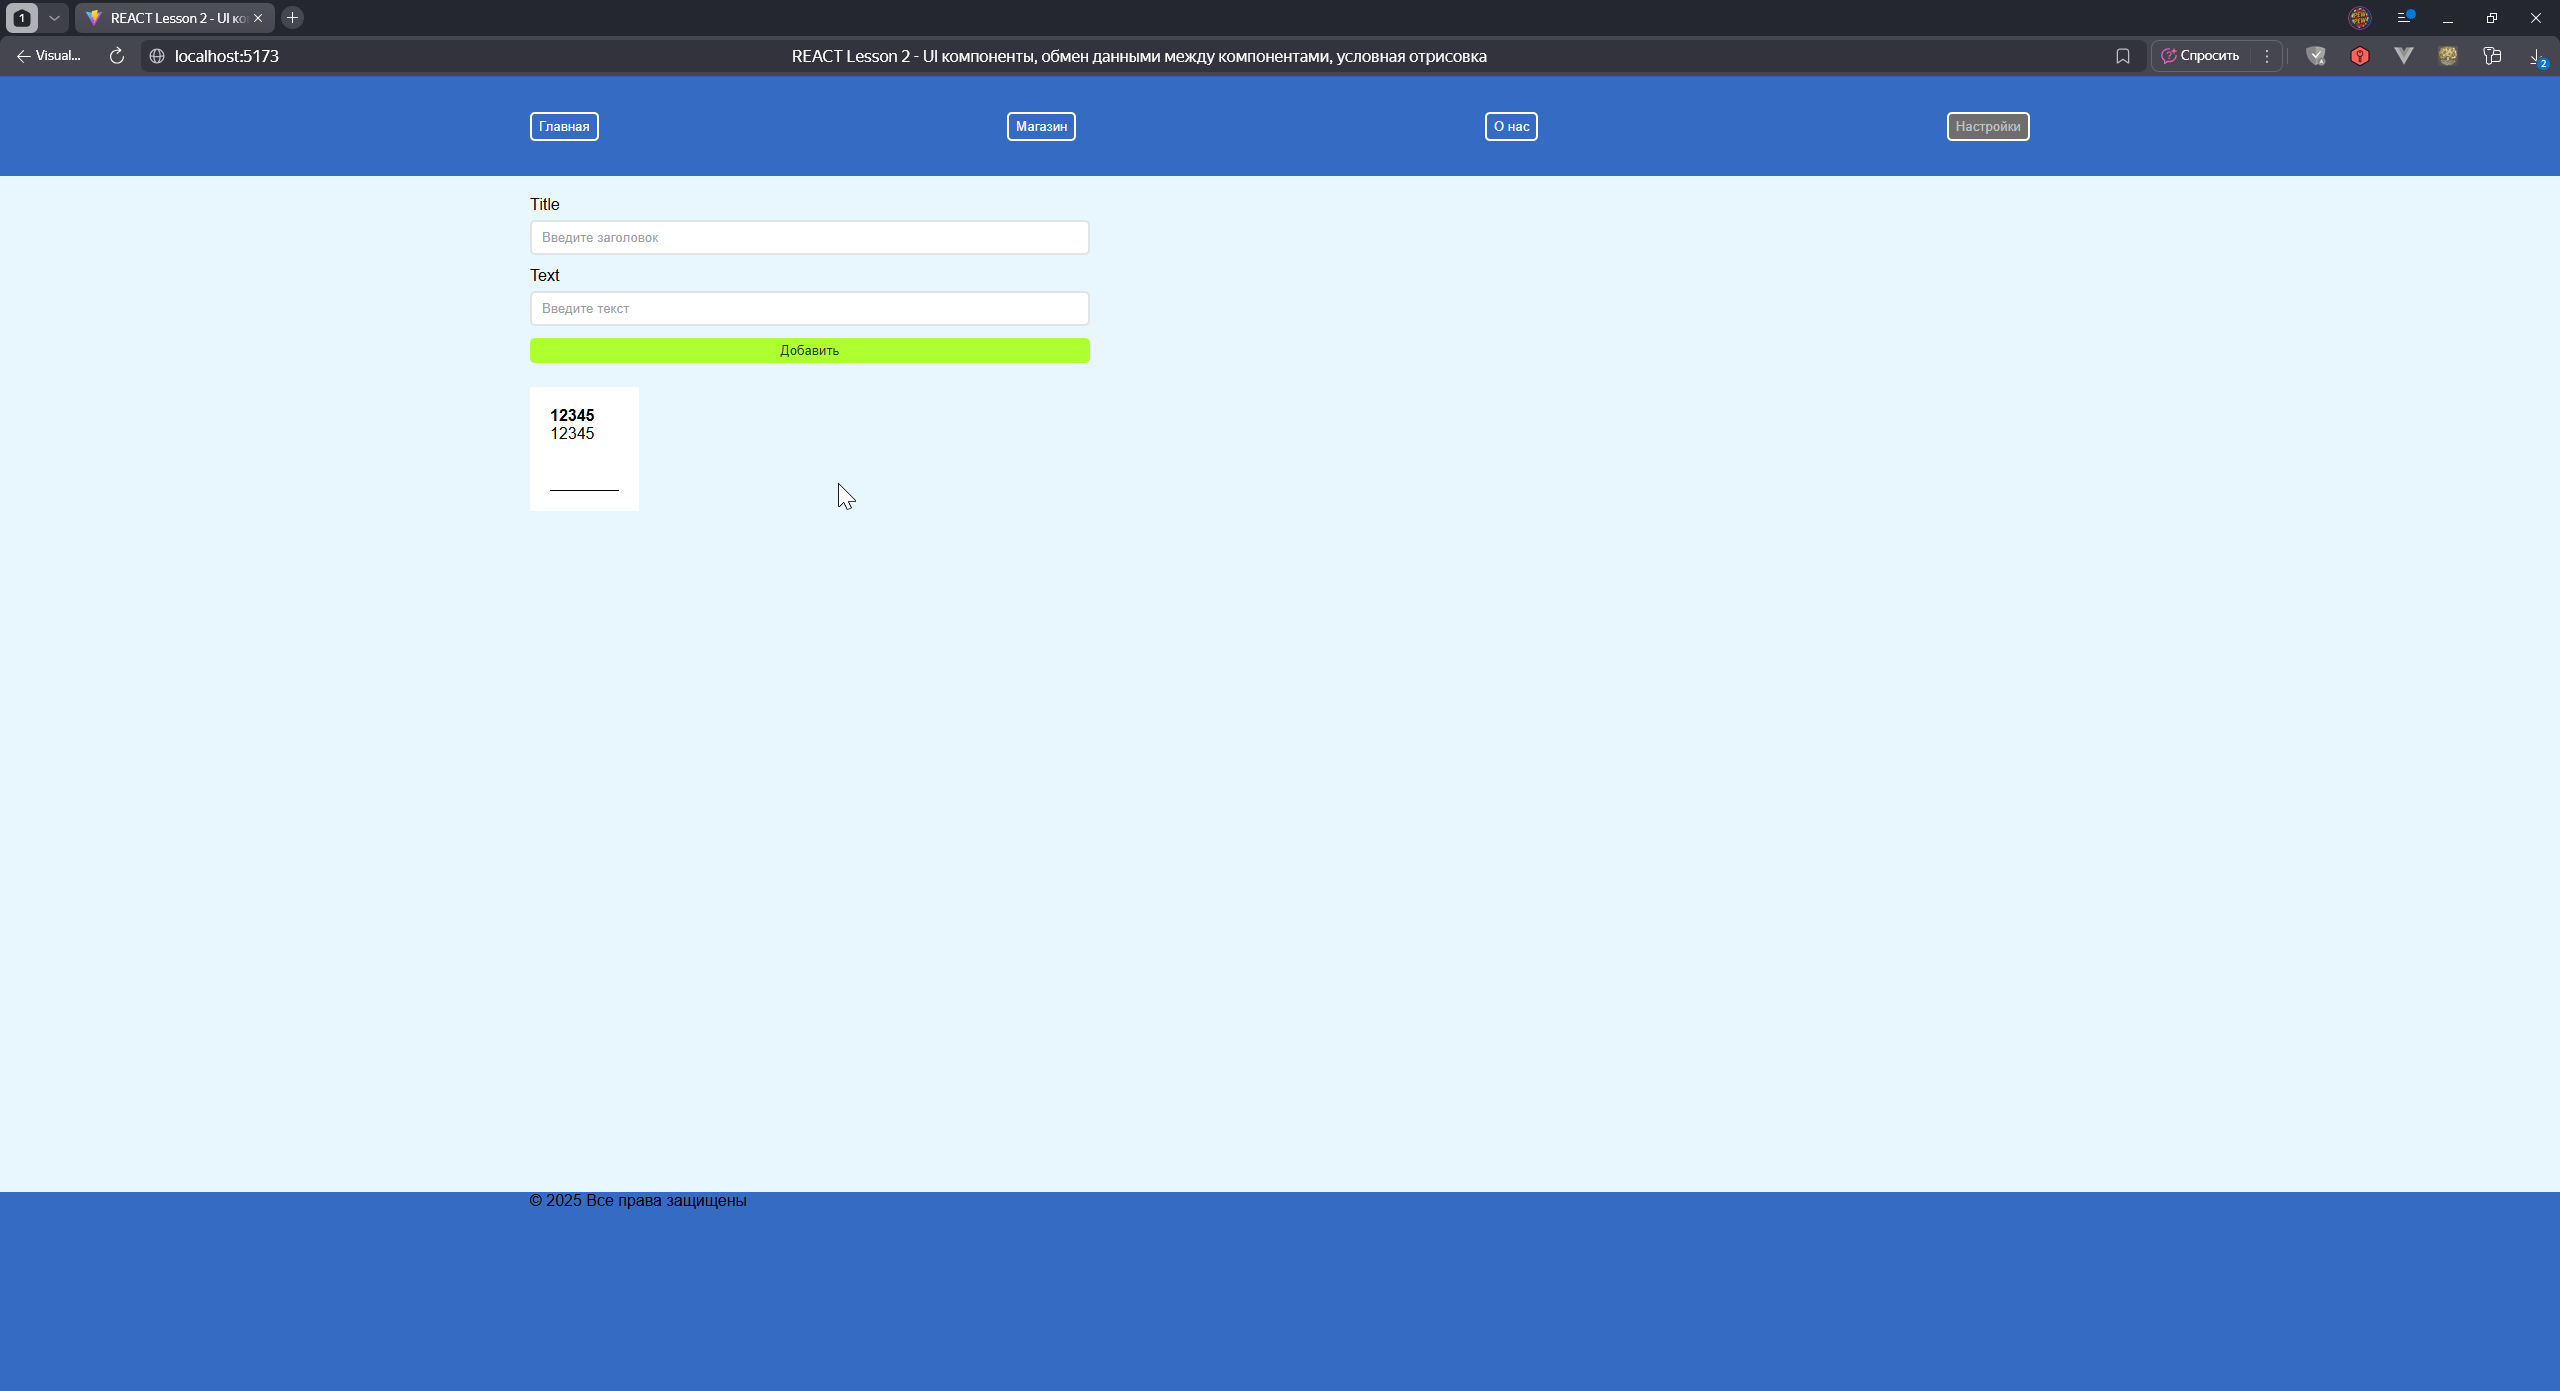 1
REACT Lesson 2 - UI ко
Visual...
localhost:5173
REACT Lesson 2 - UI компоненты, обмен данными между компонентами, условная отрисовка
Спросить
2
Главная
Магазин
О нас
Настройки
Title
Введите заголовок
Text
Введите текст
Добавить
12345
12345
© 2025 Все права защищены